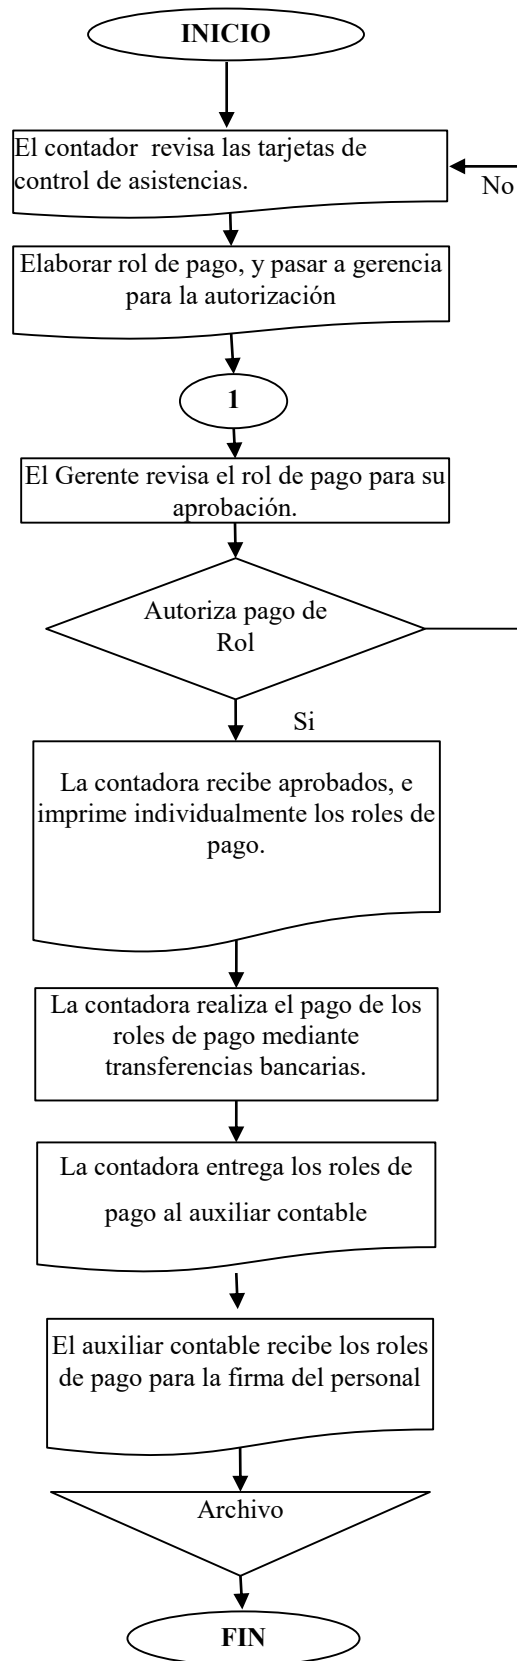 INICIO
El contador  revisa las tarjetas de
control de asistencias.
No
Elaborar rol de pago, y pasar a gerencia
para la autorización
1
El Gerente revisa el rol de pago para su
aprobación.
Autoriza pago de
Rol
Si
La contadora recibe aprobados, e
imprime individualmente los roles de
pago.
La contadora realiza el pago de los
roles de pago mediante
transferencias bancarias.
La contadora entrega los roles de
pago al auxiliar contable
El auxiliar contable recibe los roles
de pago para la firma del personal
Archivo
FIN